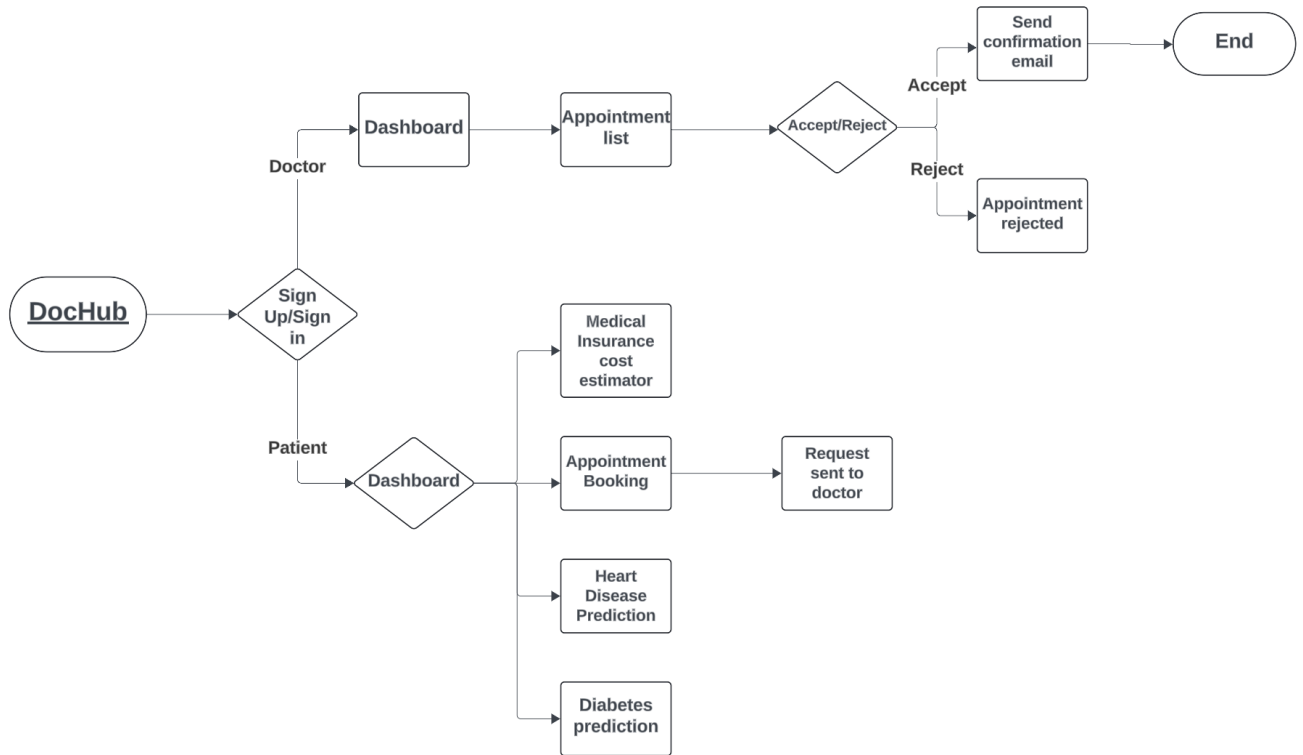 Send
confirmation
email
End
Accept
Dashboard
Appointment
list
Accept/Reject
Doctor
Reject
Appointment
rejected
DocHub
Sign
Up/Sign
in
Medical
Insurance
cost
estimator
Patient
Dashboard
Appointment
Booking
Request
sent to
doctor
Heart
Disease
Prediction
Diabetes
prediction